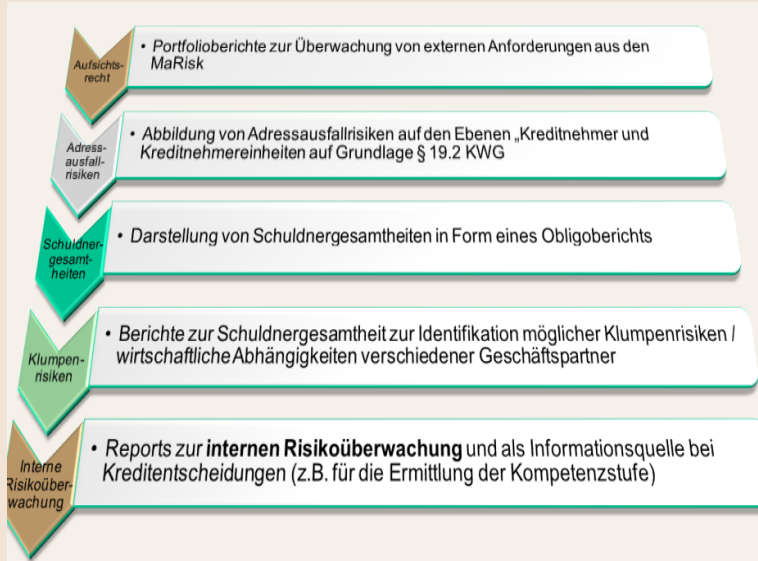 Aufsichts-
recht
• Portfolioberichte zur Überwachung von externen Anforderungen aus den
MaRisk
Adress-
ausfall-
risiken
• Abbildung von Adressausfallrisiken auf den Ebenen „Kreditnehmer und
Kreditnehmereinheiten auf Grundlage § 19.2 KWG
Schuldner-
gesamt-
heiten
• Darstellung von Schuldnergesamtheiten in Form eines Obligoberichts
Klumpen-
risiken
• Berichte zur Schuldnergesamtheit zur Identifikation möglicher Klumpenrisiken /
wirtschaftliche Abhängigkeiten verschiedener Geschäftspartner
Interne
Risikoüber-
wachung
• Reports zur internen Risikoüberwachung und als Informationsquelle bei
Kreditentscheidungen (z.B. für die Ermittlung der Kompetenzstufe)